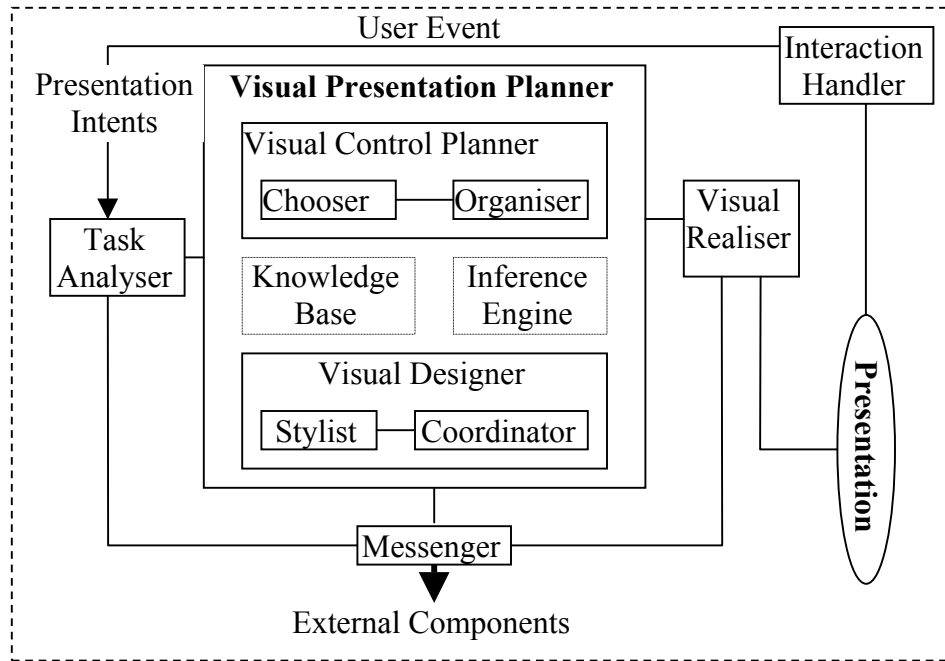 User Event
Interaction
Handler
Presentation
Intents
Visual Presentation Planner
Visual Control Planner
Chooser
Organiser
Task
Analyser
Visual
Realiser
Knowledge
Base
Inference
Engine
Visual Designer
Stylist
Coordinator
Presentation
Messenger
External Components